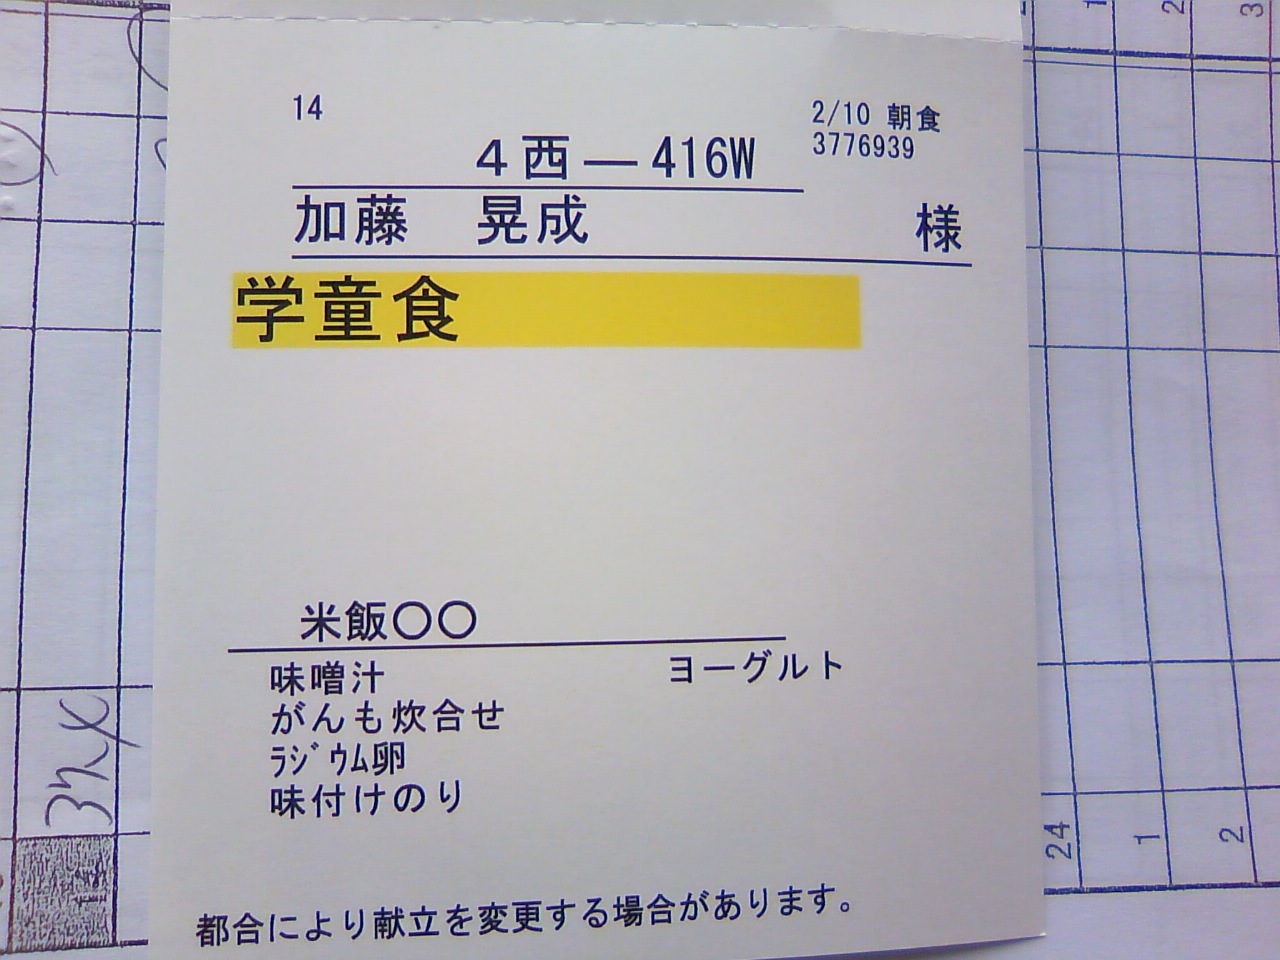 14
2/10 朝食
4西―416W
3776939
加藤 晃成 様
学童食
米飯〇〇
味噌汁 ヨーグルト
がんも炊合せ
ﾗｼﾞｳﾑ卵
味付けのり
都合により献立を変更する場合があります。
1
2
3
24
1
2